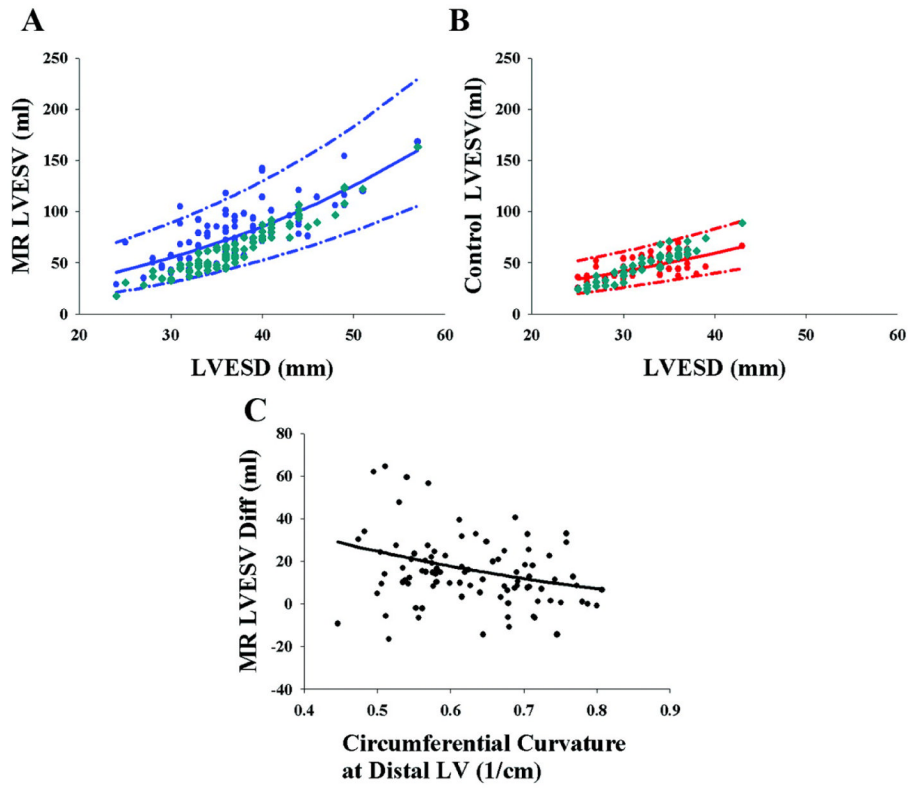 A
250
200
150
100
50
0
MR LVESV (ml)
20 30 40 50 60
LVESD (mm)
B
250
200
150
100
50
0
Control LVESV(ml)
20 30 40 50 60
LVESD (mm)
C
80
60
40
20
0
-20
-40
MR LVESV Diff (ml)
0.4 0.5 0.6 0.7 0.8 0.9
Circumferential Curvature
at Distal LV (1/cm)